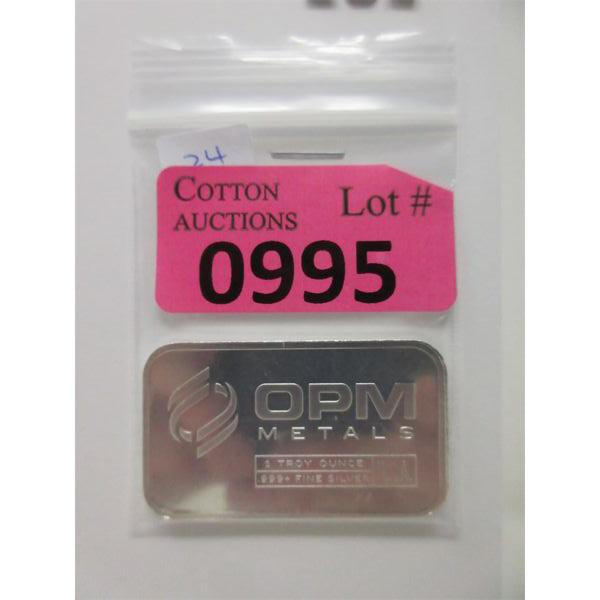 24
COTTON
AUCTIONS
Lot #
0995
OPM
METALS
1 TROY OUNCE
.999+ FINE SILVER